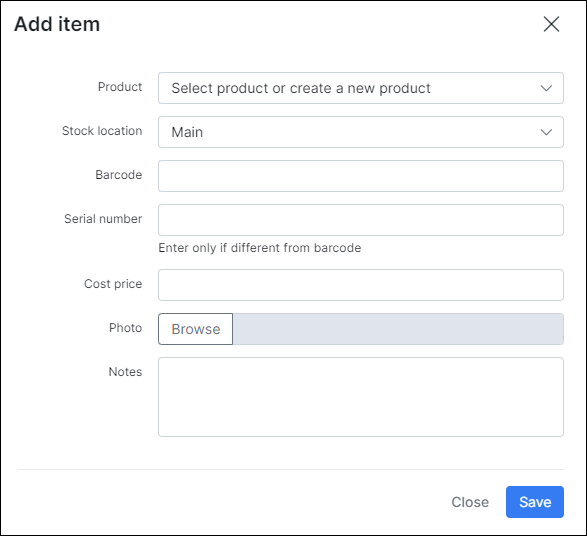 Add item
Product
Select product or create a new product
Stock location
Main
Barcode
Serial number
Enter only if different from barcode
Cost price
Photo
Browse
Notes
Close
Save